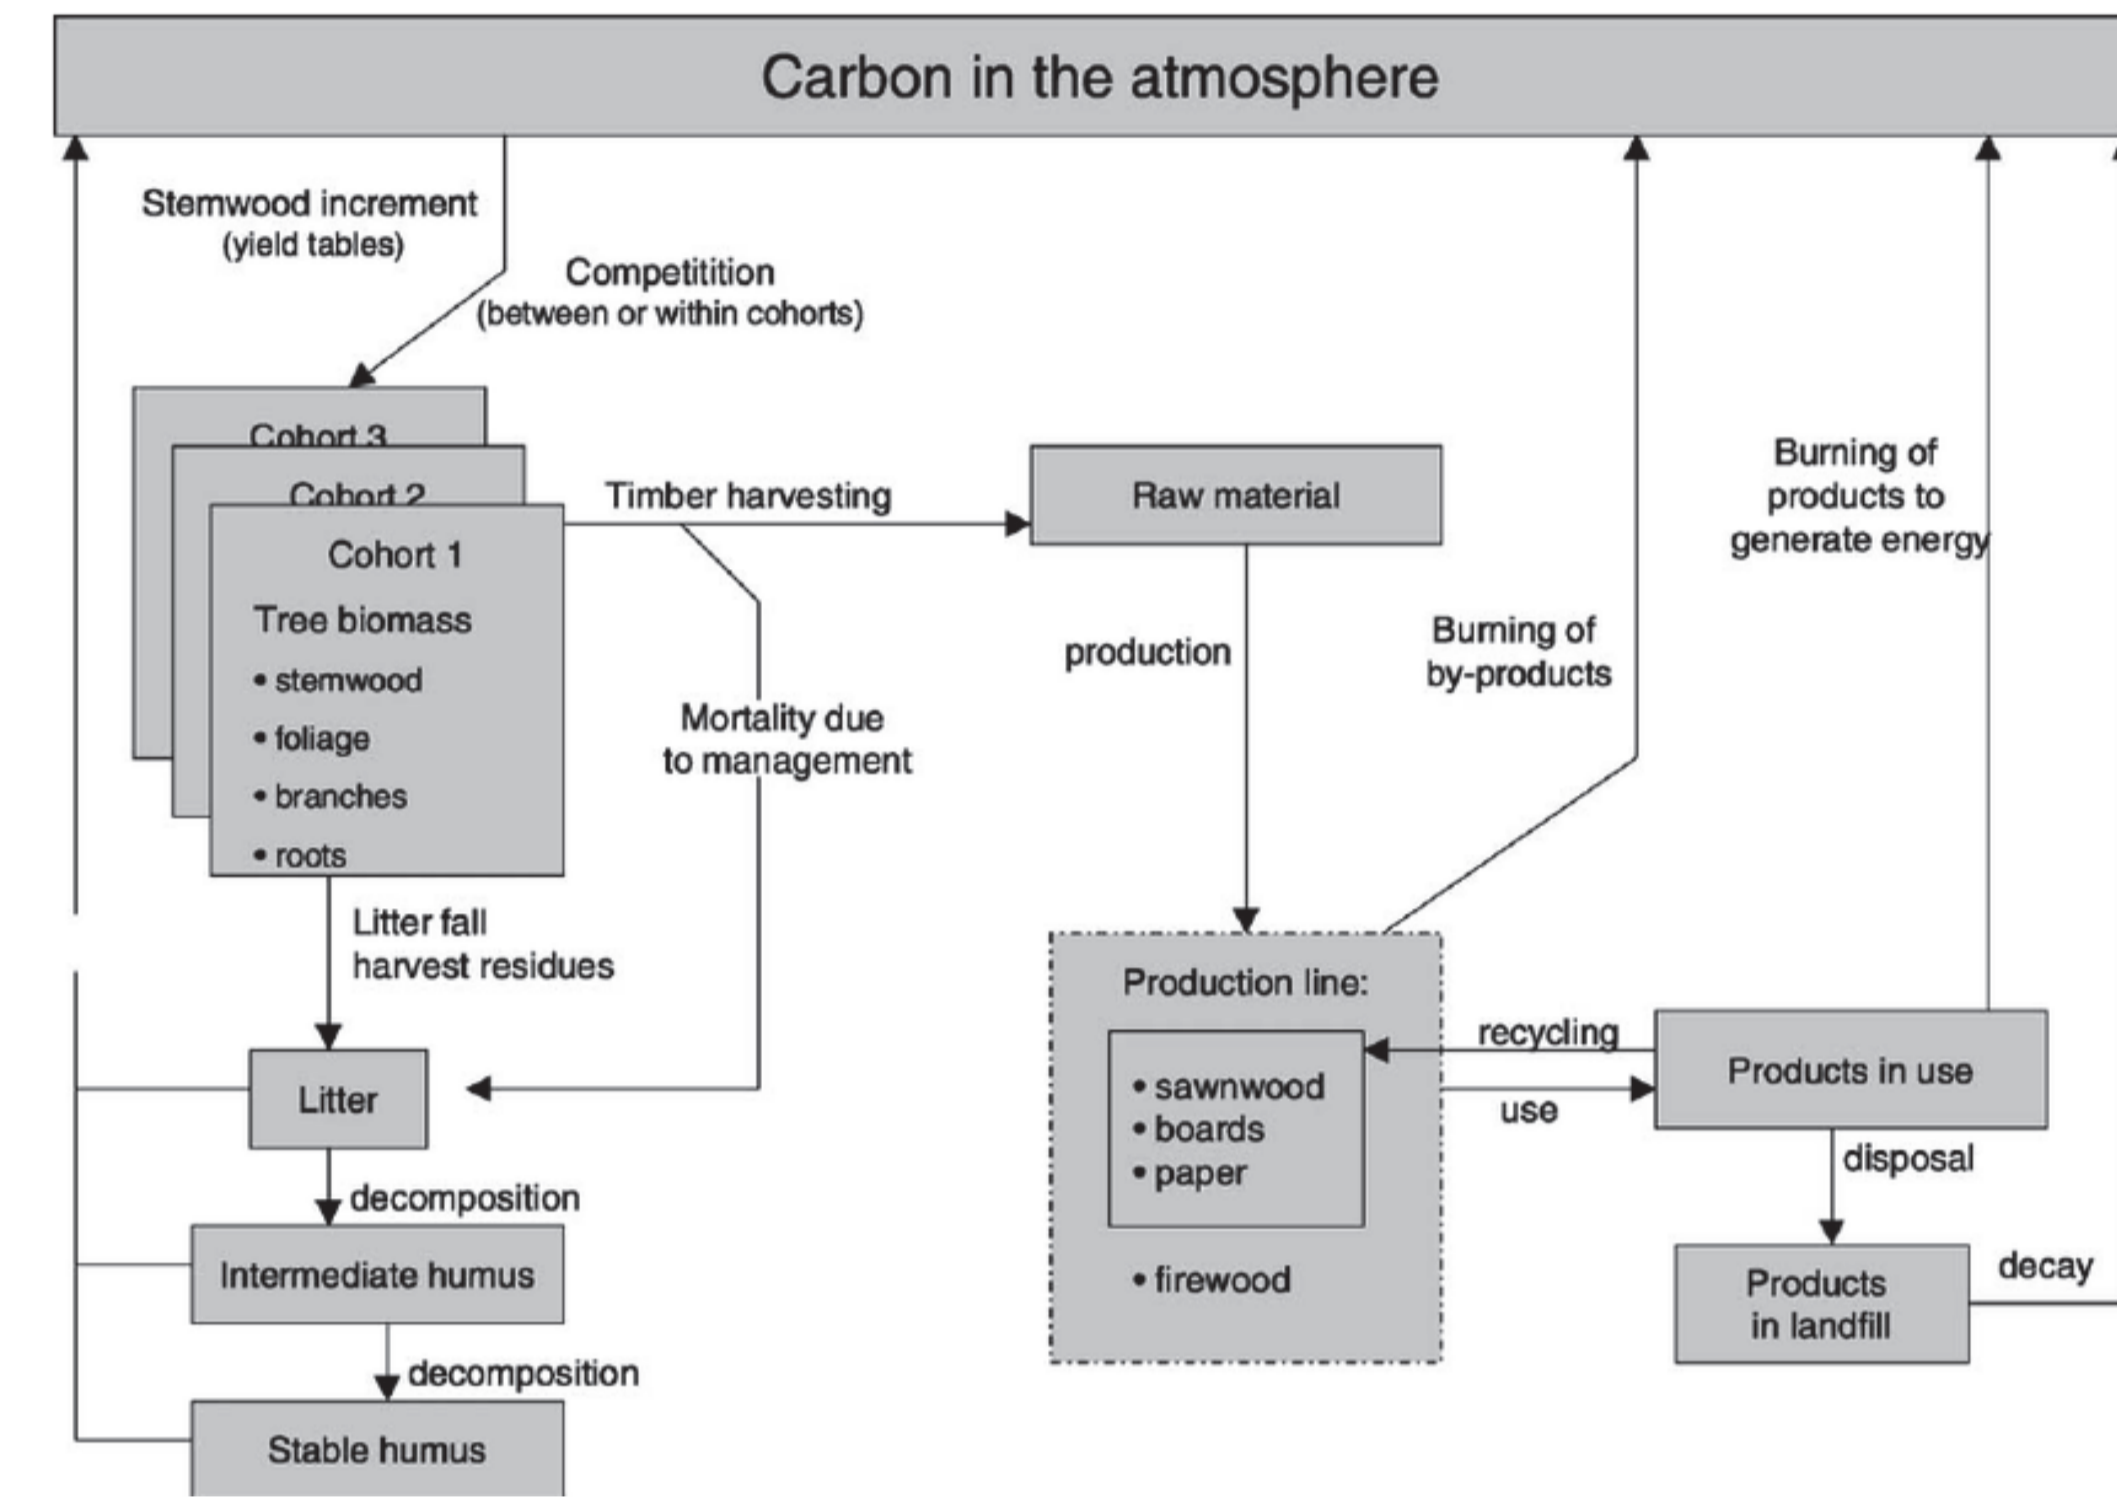 Carbon in the atmosphere
Stemwood increment
(yield tables)
Competitition
(between or within cohorts)
Cohort 3
Cohort 2
Cohort 1
Tree biomass
• stemwood
• foliage
• branches
• roots
Timber harvesting
Raw material
Mortality due
to management
production
Burning of
by-products
Burning of
products to
generate energy
Litter fall
harvest residues
Litter
decomposition
Intermediate humus
decomposition
Stable humus
Production line:
• sawnwood
• boards
• paper
• firewood
recycling
use
Products in use
disposal
Products
in landfill
decay